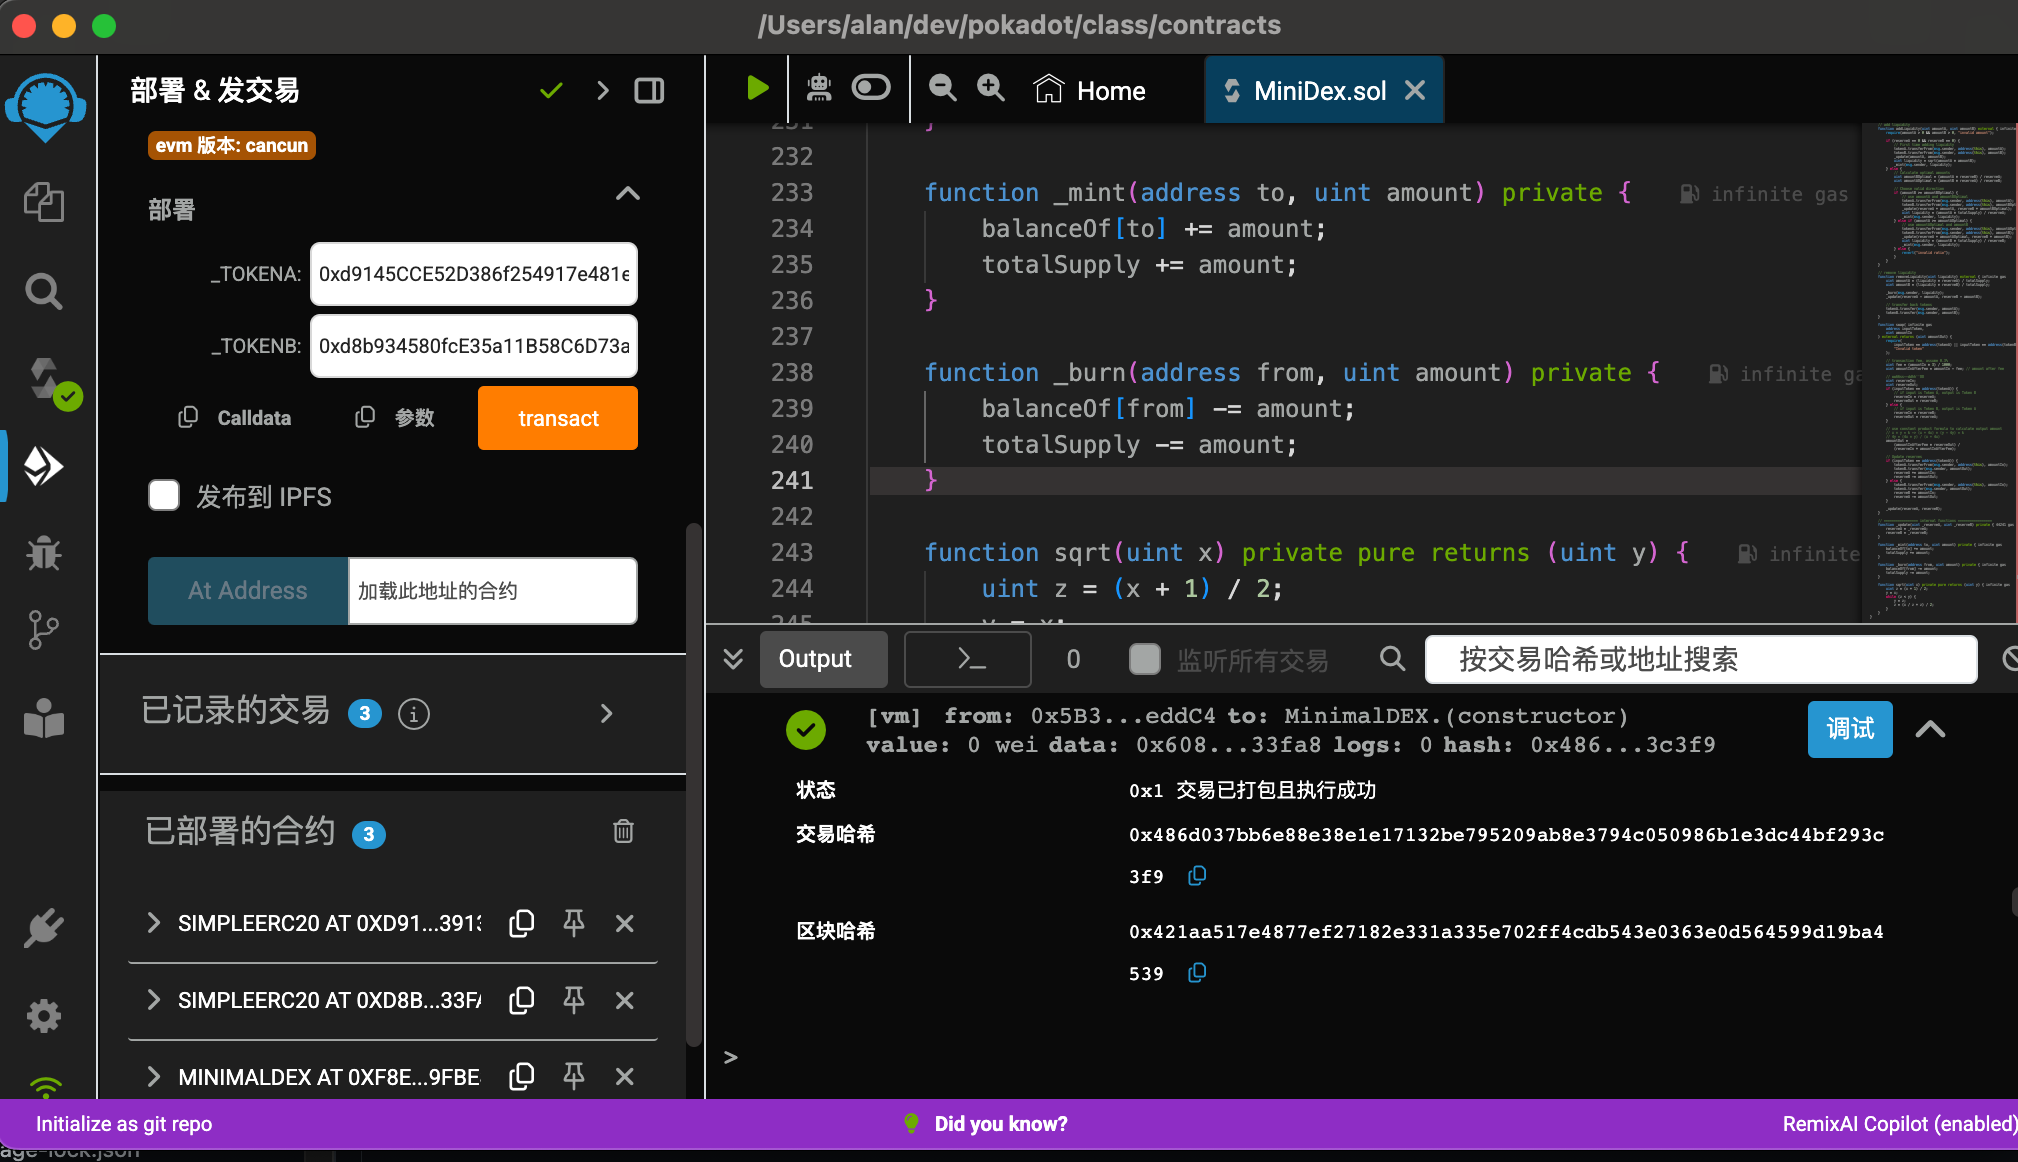 /Users/alan/dev/pokadot/class/contracts
部署 & 发交易
evm 版本: cancun
部署
_TOKENA: 0xd9145CCE52D386f254917e481e
_TOKENB: 0xd8b934580fcE35a11B58C6D73a
Calldata 参数 transact
发布到 IPFS
At Address 加载此地址的合约
已记录的交易 3
已部署的合约 3
SIMPLEERC20 AT 0XD91...3913
SIMPLEERC20 AT 0XD8B...33FA
MINIMALDEX AT 0XF8E...9FBE
Home MiniDex.sol
231 }
232
233 function _mint(address to, uint amount) private { infinite gas
234 balanceOf[to] += amount;
235 totalSupply += amount;
236 }
237
238 function _burn(address from, uint amount) private { infinite ga
239 balanceOf[from] -= amount;
240 totalSupply -= amount;
241 }
242
243 function sqrt(uint x) private pure returns (uint y) { infinite
244 uint z = (x + 1) / 2;
245 y = x;
Output >_ 0 监听所有交易 按交易哈希或地址搜索
[vm] from: 0x5B3...eddC4 to: MinimalDEX.(constructor)
value: 0 wei data: 0x608...33fa8 logs: 0 hash: 0x486...3c3f9
调试
状态 0x1 交易已打包且执行成功
交易哈希 0x486d037bb6e88e38e1e17132be795209ab8e3794c050986b1e3dc44bf293c
3f9
区块哈希 0x421aa517e4877ef27182e331a335e702ff4cdb543e0363e0d564599d19ba4
539
>
Initialize as git repo Did you know? RemixAI Copilot (enabled)
age-lock.json